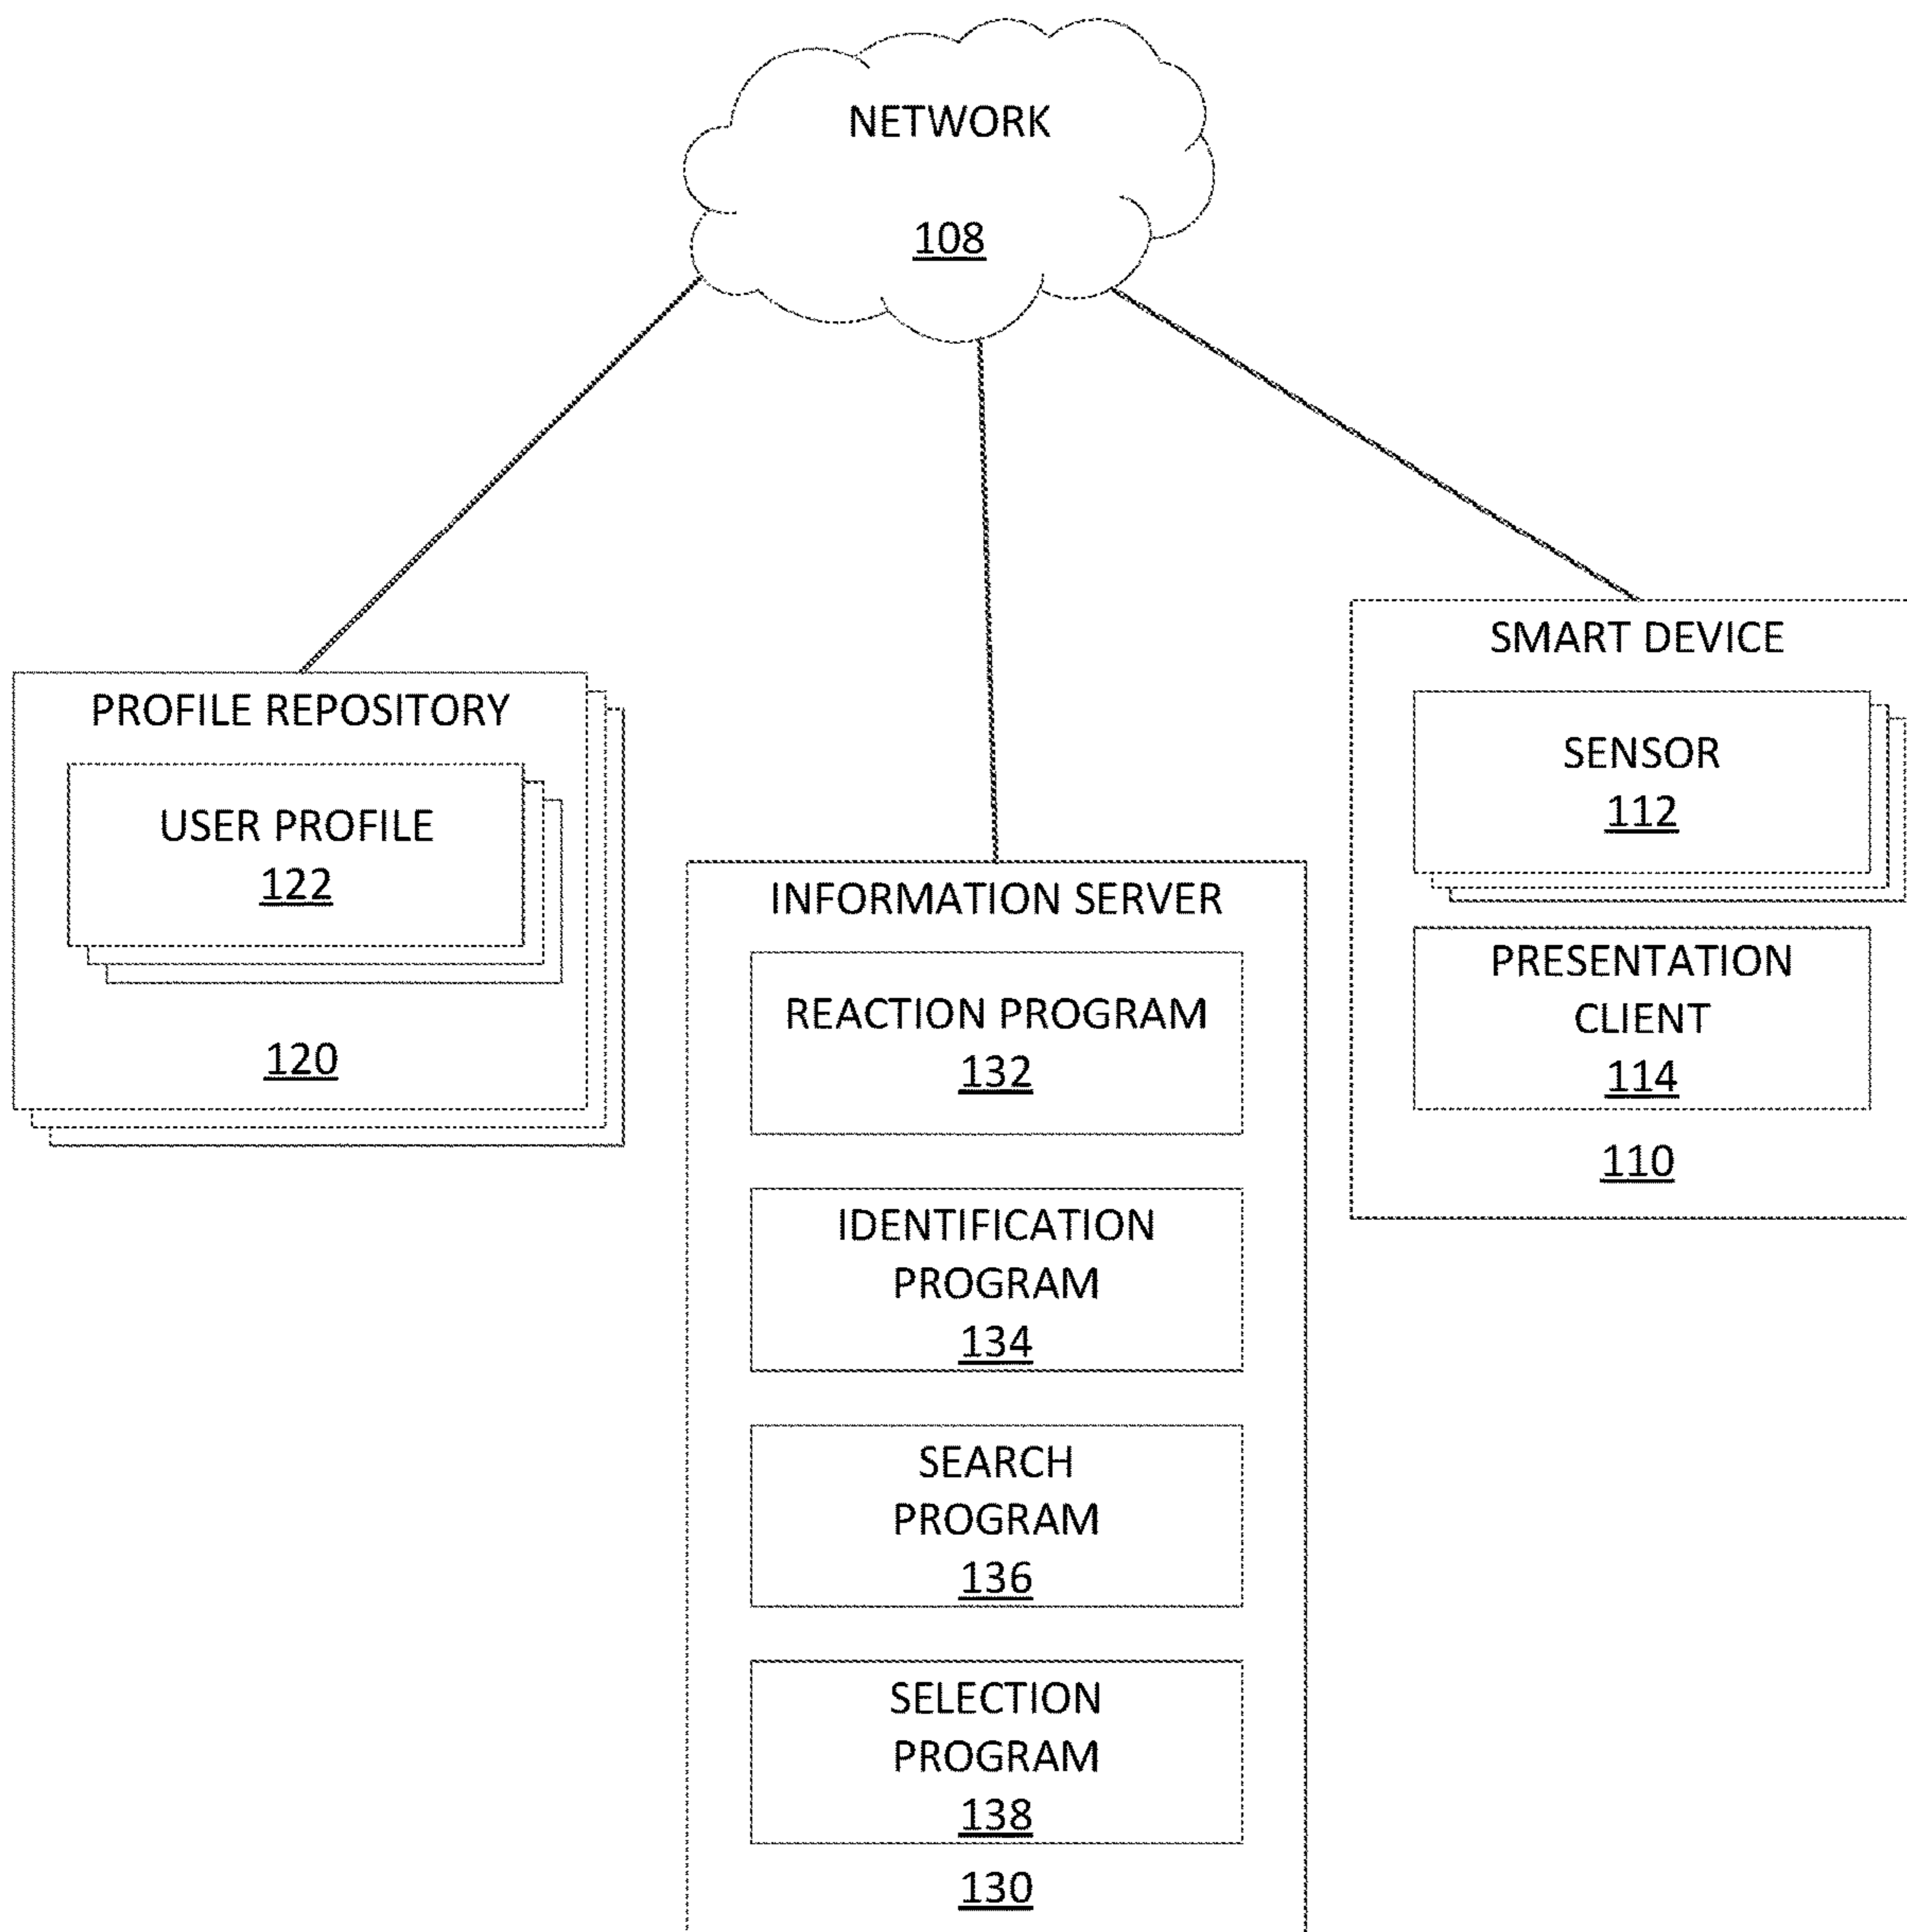 NETWORK
108
PROFILE REPOSITORY
USER PROFILE
122
120
INFORMATION SERVER
REACTION PROGRAM
132
IDENTIFICATION
PROGRAM
134
SEARCH
PROGRAM
136
SELECTION
PROGRAM
138
130
SMART DEVICE
SENSOR
112
PRESENTATION
CLIENT
114
110